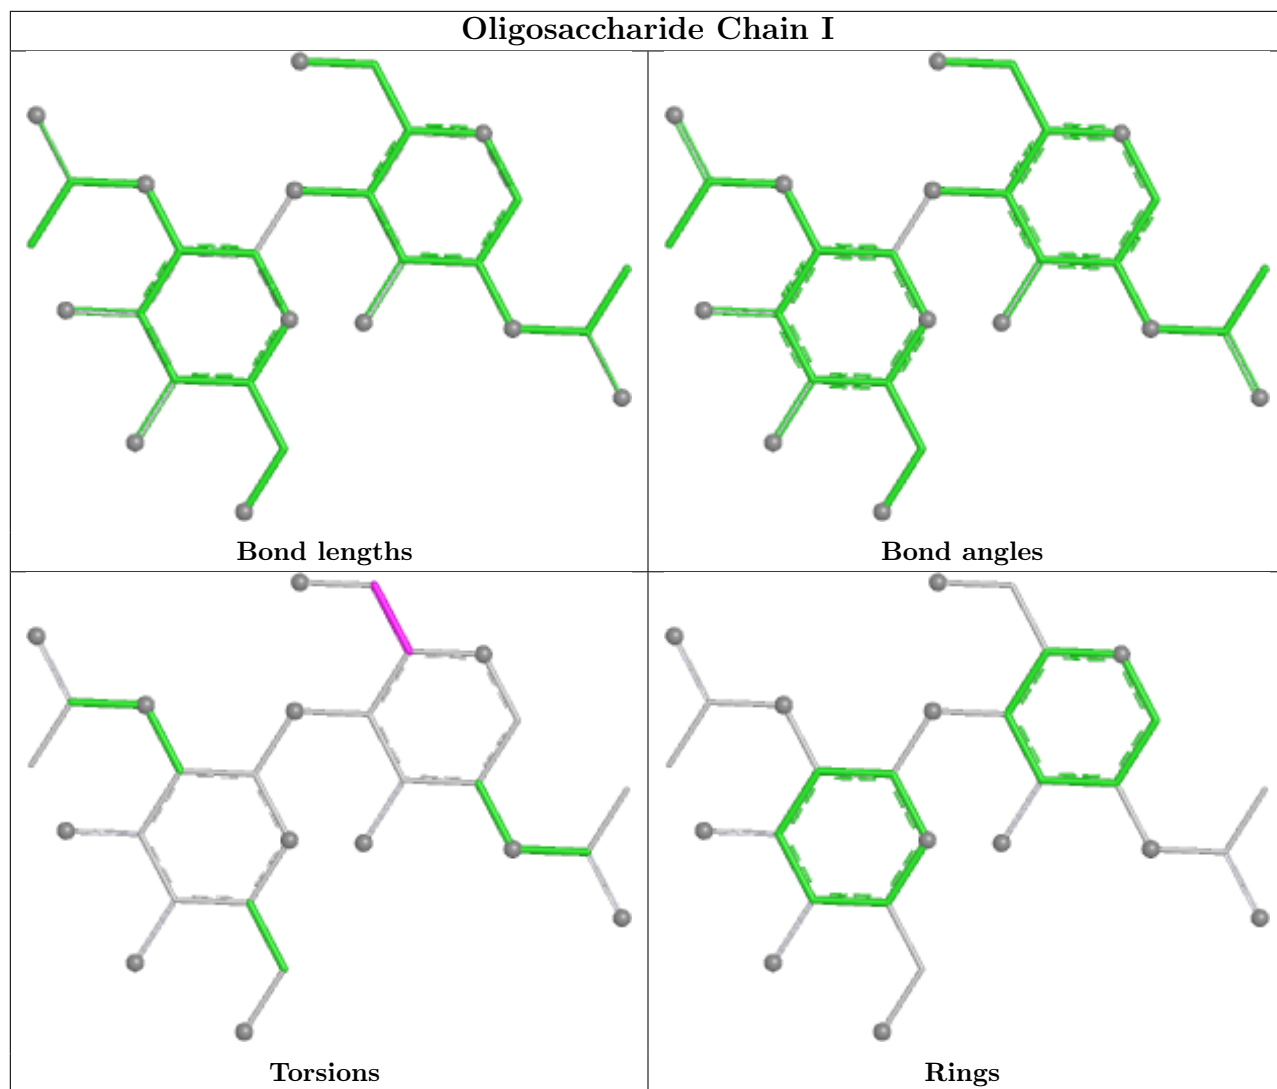 Oligosaccharide Chain I
Bond lengths
Bond angles
Torsions
Rings